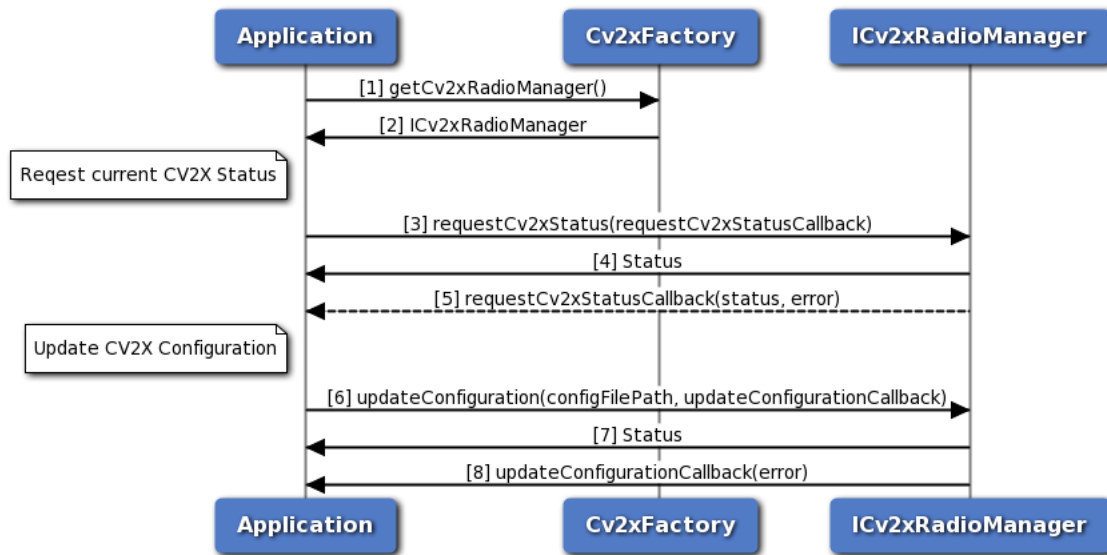 Application
Cv2xFactory
ICv2xRadioManager
[1] getCv2xRadioManager()
[2] ICv2xRadioManager
Reqest current CV2X Status
[3] requestCv2xStatus(requestCv2xStatusCallback)
[4] Status
[5] requestCv2xStatusCallback(status, error)
Update CV2X Configuration
[6] updateConfiguration(configFilePath, updateConfigurationCallback)
[7] Status
[8] updateConfigurationCallback(error)
Application
Cv2xFactory
ICv2xRadioManager